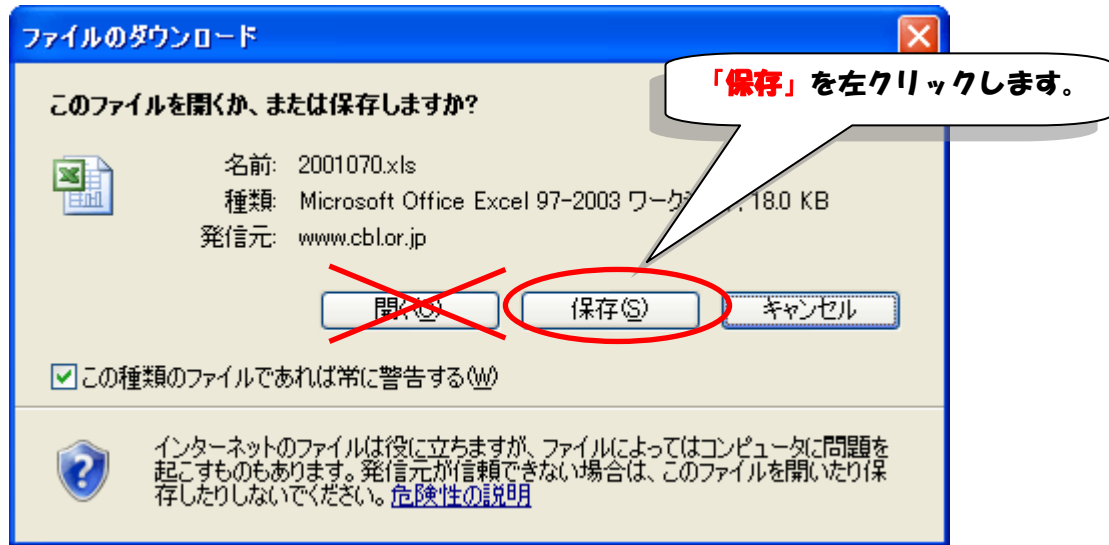 ファイルのダウンロード
「保存」を左クリックします。
このファイルを開くか、または保存しますか?
名前: 2001070.xls
種類: Microsoft Office Excel 97-2003 ワーク , 18.0 KB
発信元: www.cbl.or.jp
開く(O) 保存(S) キャンセル
この種類のファイルであれば常に警告する(W)
インターネットのファイルは役に立ちますが、ファイルによってはコンピュータに問題を
起こすものもあります。発信元が信頼できない場合は、このファイルを開いたり保
存したりしないでください。危険性の説明